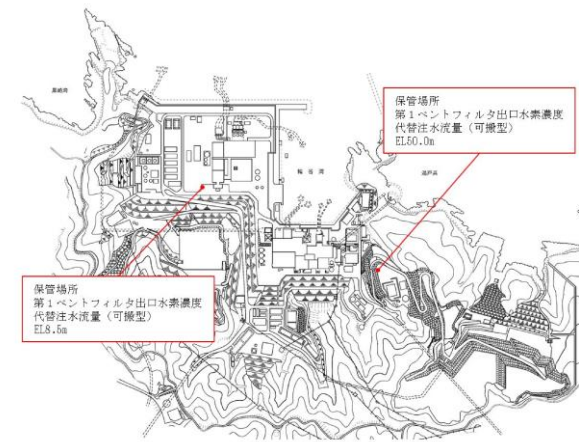 保管場所
第1ベントフィルタ出口水素濃度
代替注水流量（可搬型）
EL50.0m
輪谷湾
保管場所
第1ベントフィルタ出口水素濃度
代替注水流量（可搬型）
EL8.5m